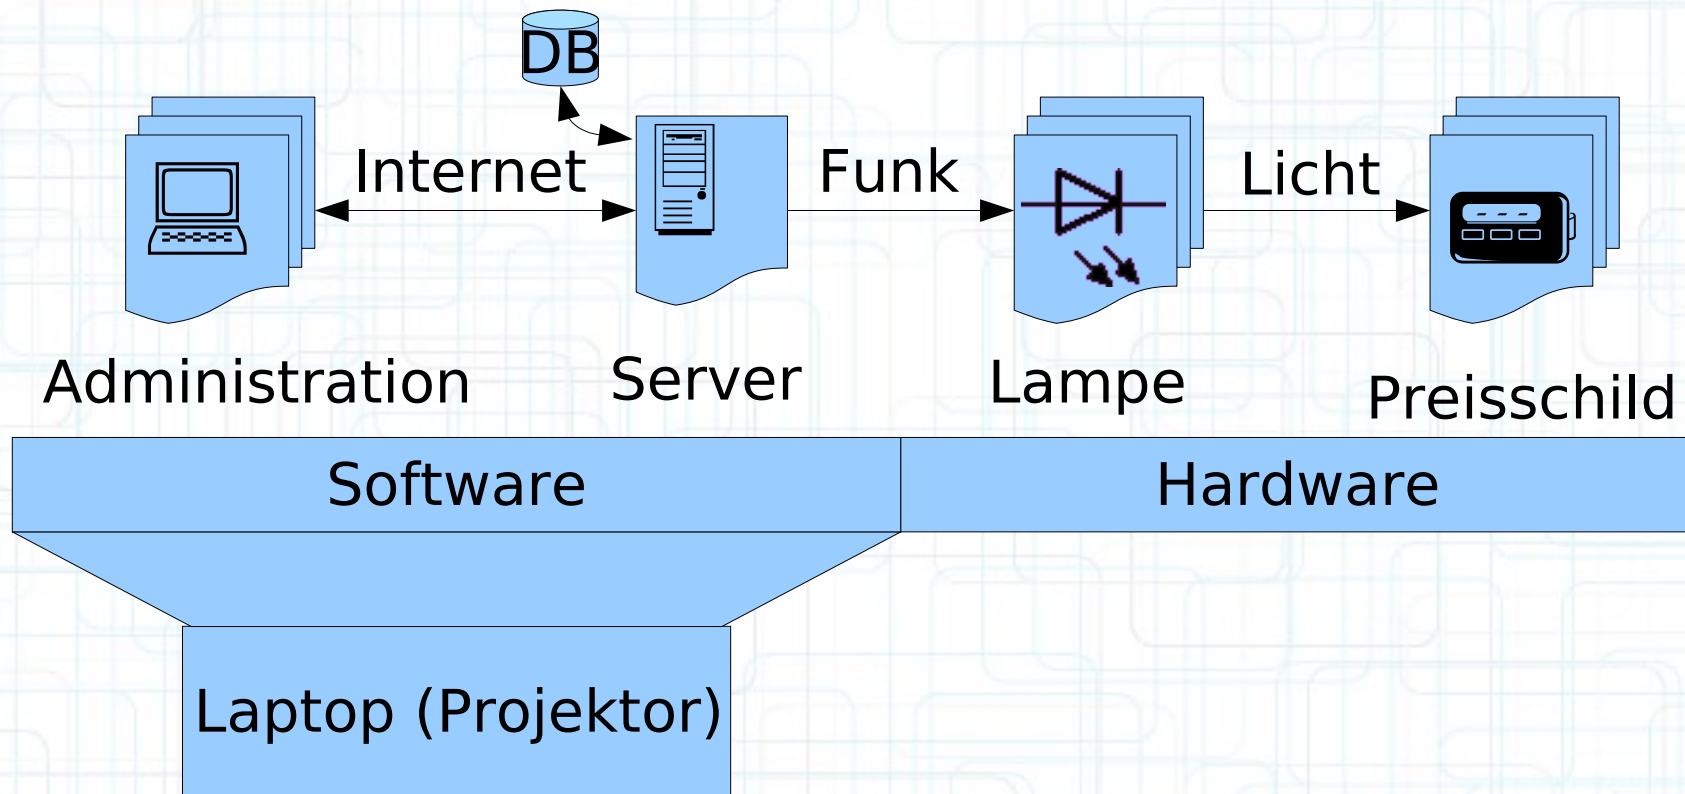 DB
Internet
Funk
Licht
Administration
Server
Lampe
Preisschild
Software
Hardware
Laptop (Projektor)